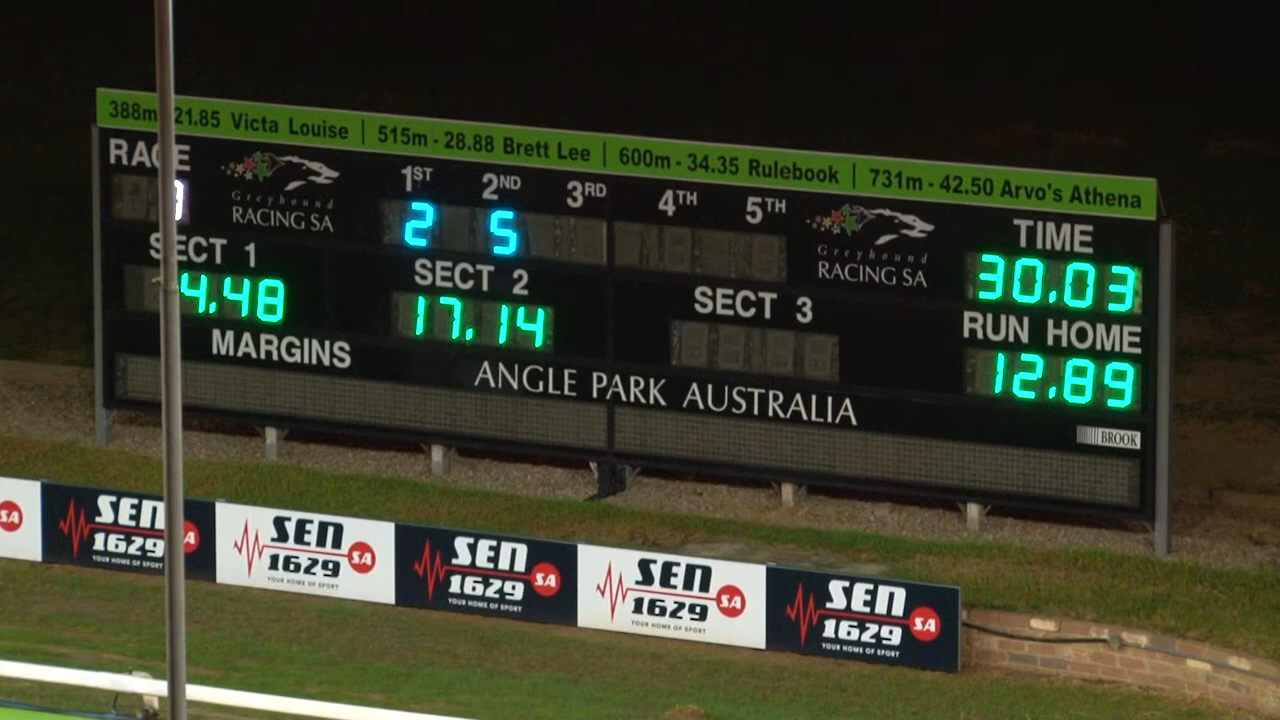 388m 21.85 Victa Louise | 515m - 28.88 Brett Lee | 600m - 34.35 Rulebook | 731m - 42.50 Arvo's Athena
RACE
Greyhound
RACING SA
1ST 2ND 3RD 4TH 5TH
2 5
Greyhound
RACING SA
TIME
30.03
SECT 1
4.48
SECT 2
17.14
SECT 3
RUN HOME
12.89
MARGINS
ANGLE PARK AUSTRALIA
BROOK
SA
SEN
1629
SA
YOUR HOME OF SPORT
SEN
1629
SA
YOUR HOME OF SPORT
SEN
1629
SA
YOUR HOME OF SPORT
SEN
1629
SA
YOUR HOME OF SPORT
SEN
1629
SA
YOUR HOME OF SPORT